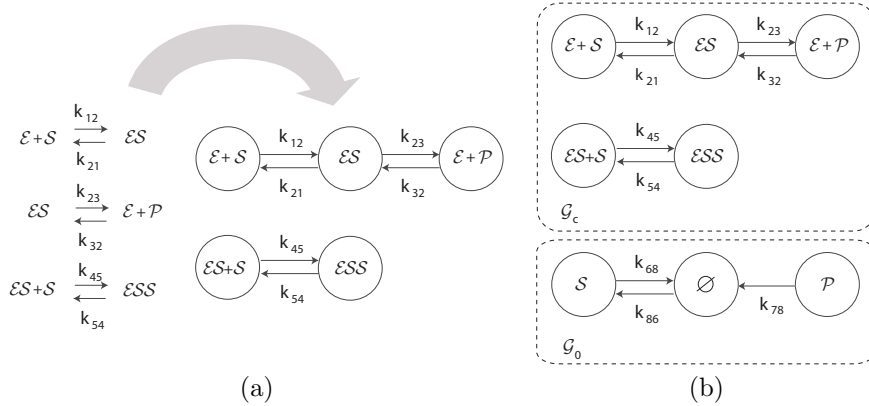 k12
E+S ES
k21
k23
ES E+P
k32
k45
ES+S ESS
k54
k12 k23
E+S ES E+P
k21 k32
k45
ES+S ESS
k54
(a)
k12 k23
E+S ES E+P
k21 k32
k45
ES+S ESS
k54
Gc
k68
S ∅ P
k86 k78
G0
(b)